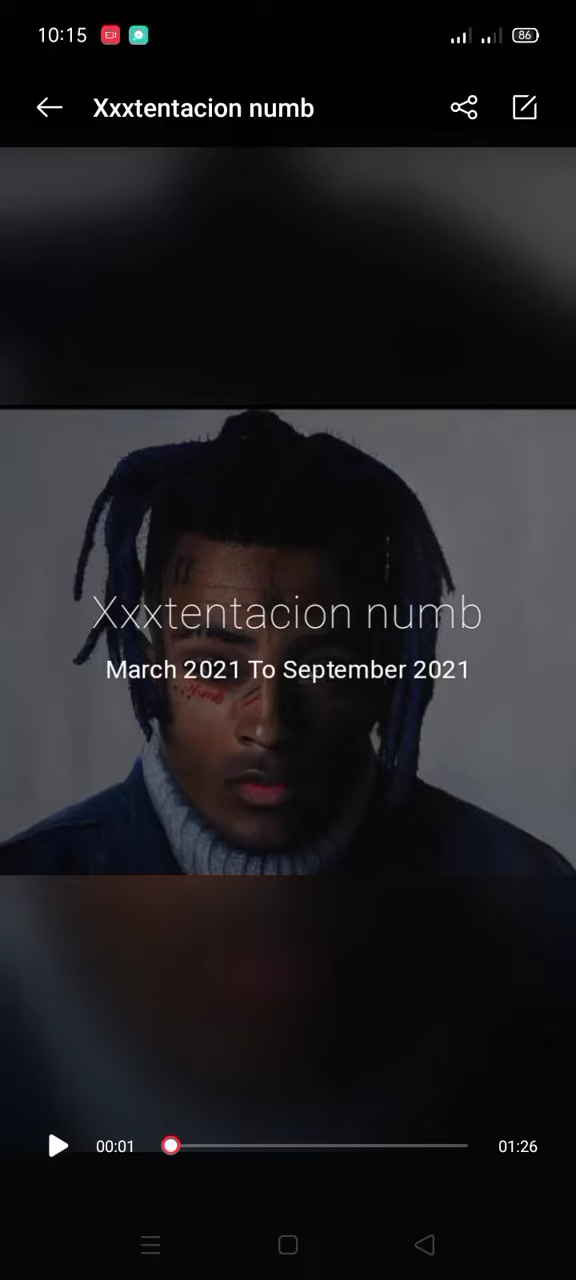 10:15
86
Xxxtentacion numb
Xxxtentacion numb
March 2021 To September 2021
00:01
01:26